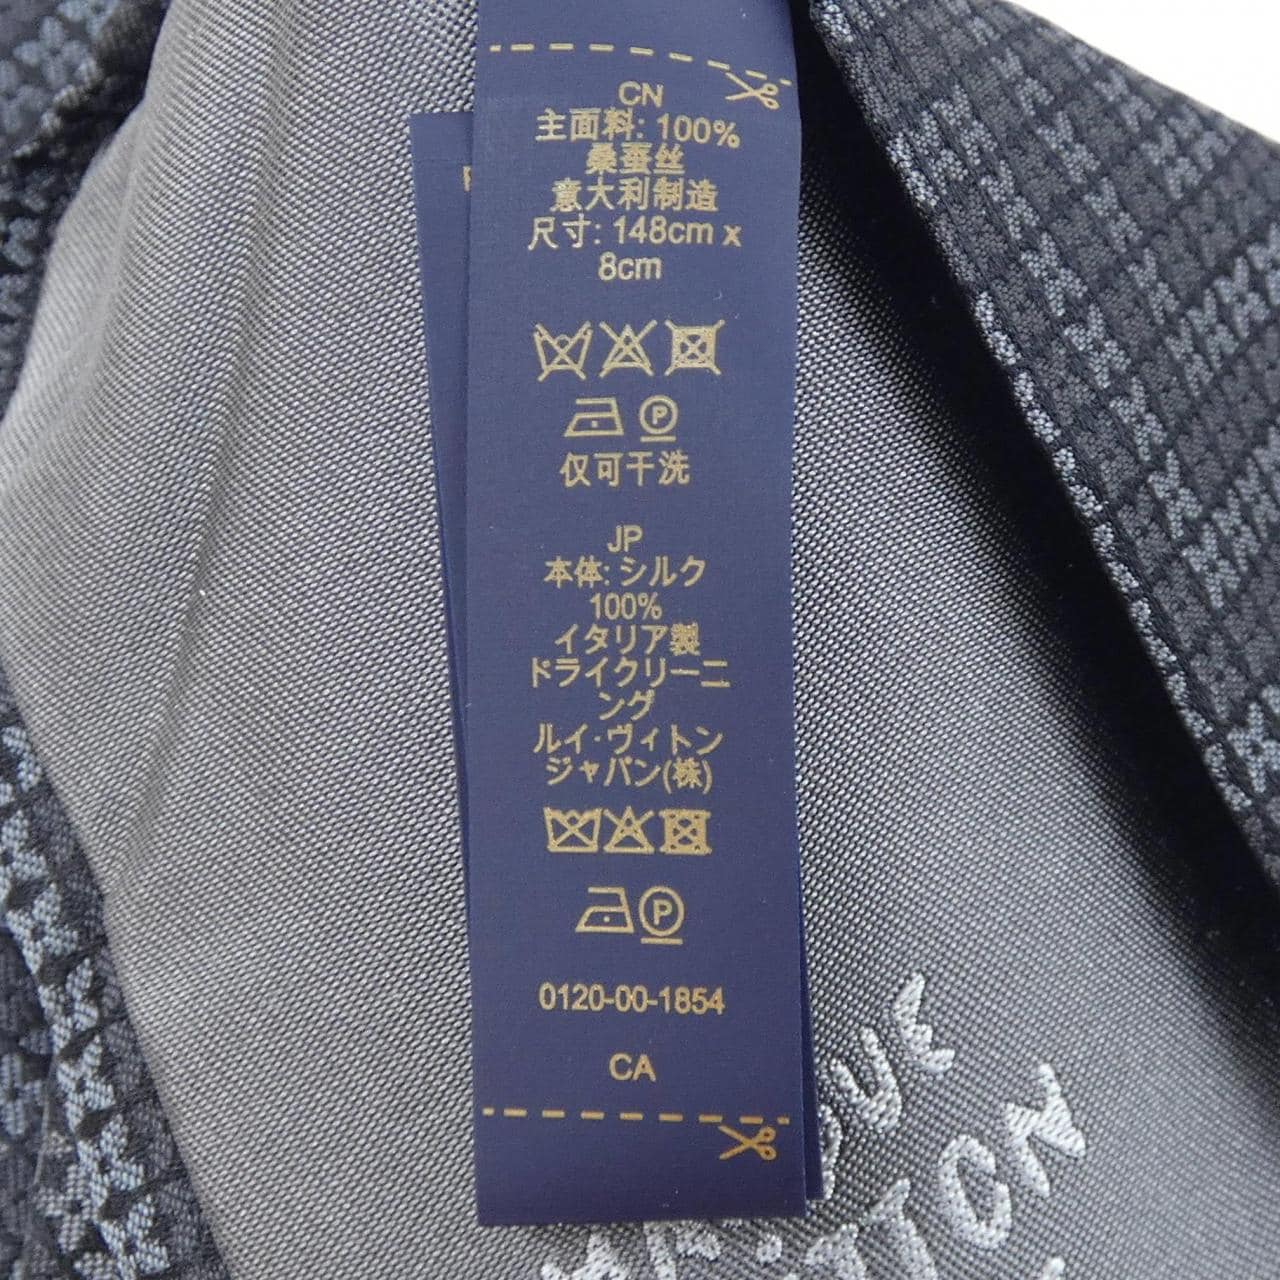 CN
主面料: 100%
桑蚕丝
意大利制造
尺寸: 148cm x
8cm
P
仅可干洗
JP
本体: シルク
100%
イタリア製
ドライクリーニ
ング
ルイ·ヴィトン
ジャパン(株)
P
0120-00-1854
CA